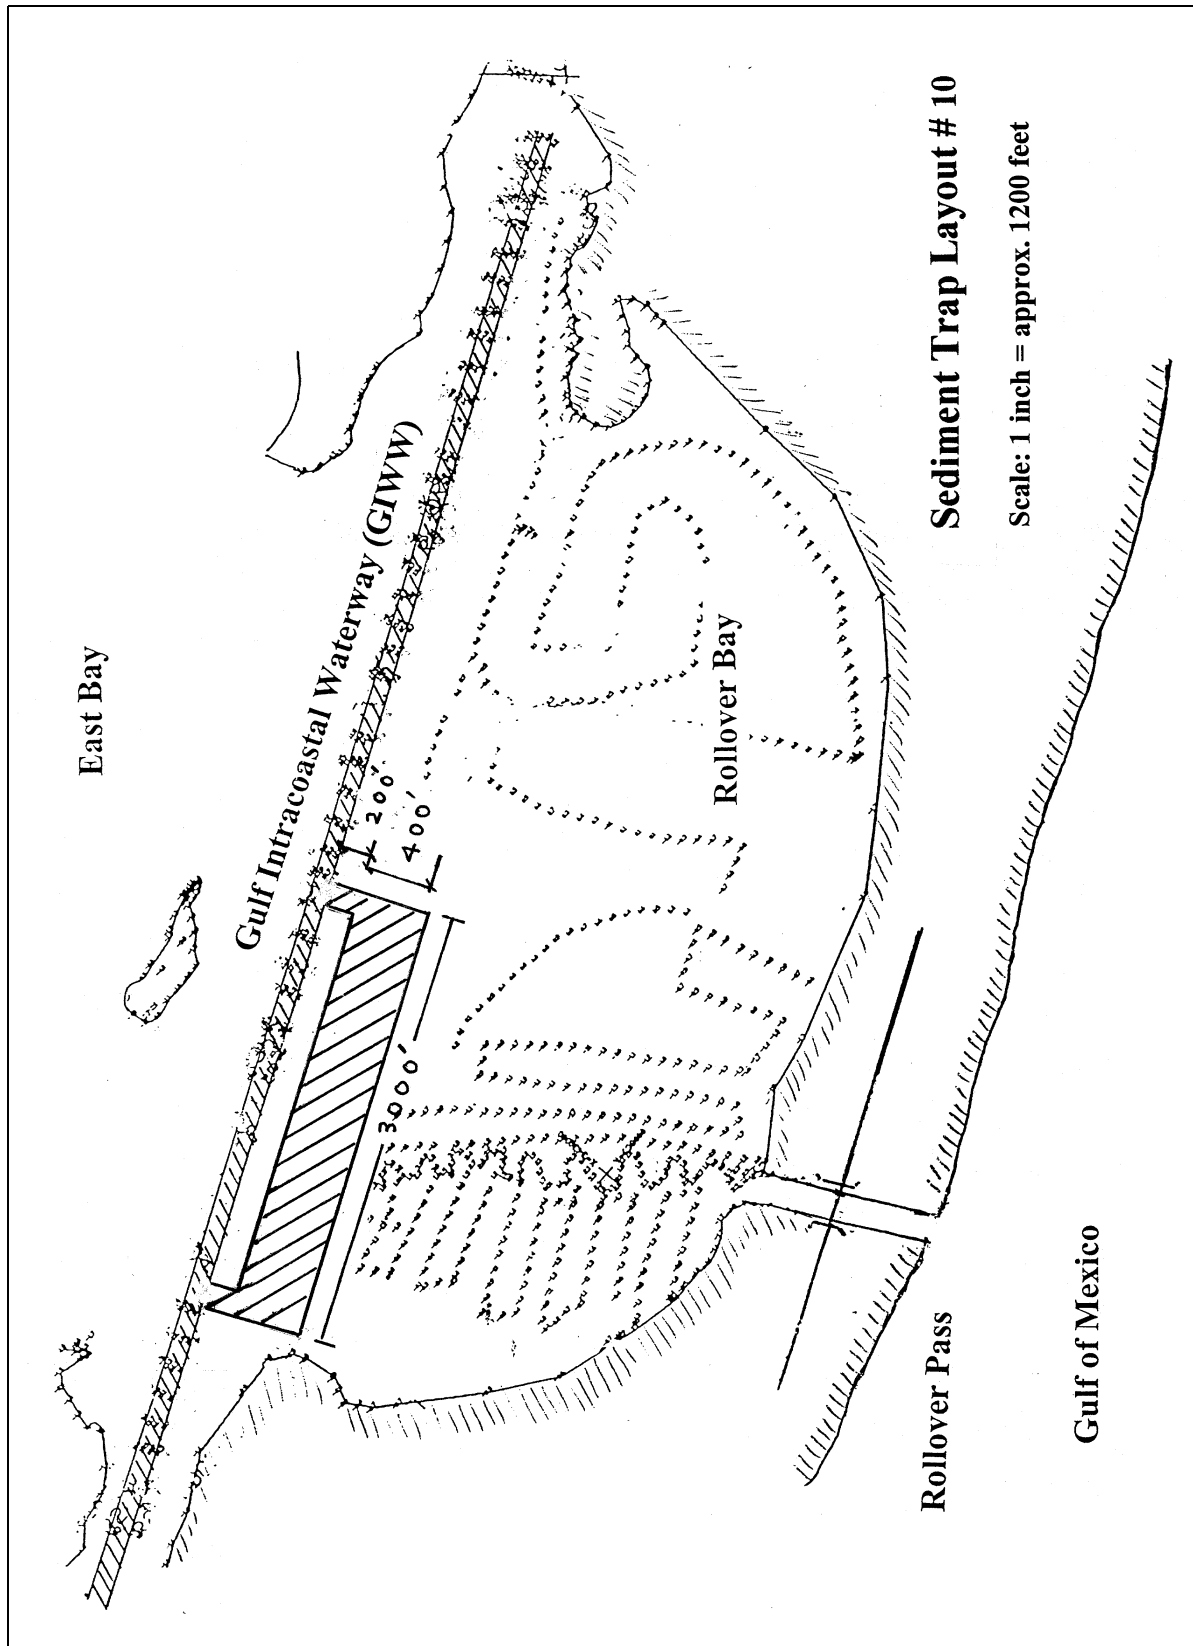 East Bay
Gulf Intracoastal Waterway (GIWW)
200'
400'
3000'
Rollover Bay
Sediment Trap Layout # 10
Scale: 1 inch = approx. 1200 feet
Rollover Pass
Gulf of Mexico